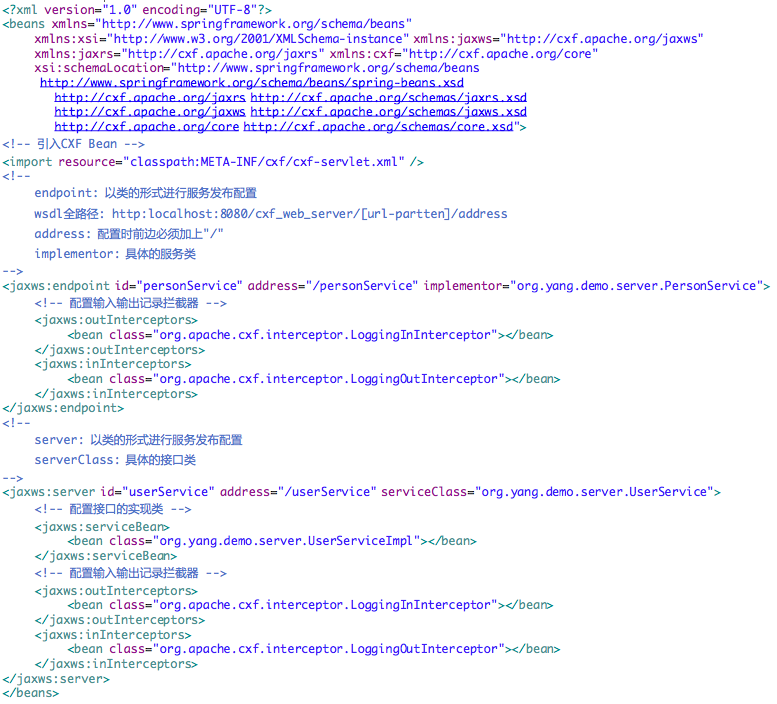 <?xml version="1.0" encoding="UTF-8"?>
<beans xmlns="http://www.springframework.org/schema/beans"
xmlns:xsi="http://www.w3.org/2001/XMLSchema-instance" xmlns:jaxws="http://cxf.apache.org/jaxws"
xmlns:jaxrs="http://cxf.apache.org/jaxrs" xmlns:cxf="http://cxf.apache.org/core"
xsi:schemaLocation="http://www.springframework.org/schema/beans
http://www.springframework.org/schema/beans/spring-beans.xsd
http://cxf.apache.org/jaxrs http://cxf.apache.org/schemas/jaxrs.xsd
http://cxf.apache.org/jaxws http://cxf.apache.org/schemas/jaxws.xsd
http://cxf.apache.org/core http://cxf.apache.org/schemas/core.xsd">
<!-- 引入CXF Bean -->
<import resource="classpath:META-INF/cxf/cxf-servlet.xml" />
<!--
endpoint: 以类的形式进行服务发布配置
wsdl全路径: http:localhost:8080/cxf_web_server/[url-partten]/address
address: 配置时前边必须加上"/"
implementor: 具体的服务类
-->
<jaxws:endpoint id="personService" address="/personService" implementor="org.yang.demo.server.PersonService">
<!-- 配置输入输出记录拦截器 -->
<jaxws:outInterceptors>
<bean class="org.apache.cxf.interceptor.LoggingInInterceptor"></bean>
</jaxws:outInterceptors>
<jaxws:inInterceptors>
<bean class="org.apache.cxf.interceptor.LoggingOutInterceptor"></bean>
</jaxws:inInterceptors>
</jaxws:endpoint>
<!--
server: 以类的形式进行服务发布配置
serverClass: 具体的接口类
-->
<jaxws:server id="userService" address="/userService" serviceClass="org.yang.demo.server.UserService">
<!-- 配置接口的实现类 -->
<jaxws:serviceBean>
<bean class="org.yang.demo.server.UserServiceImpl"></bean>
</jaxws:serviceBean>
<!-- 配置输入输出记录拦截器 -->
<jaxws:outInterceptors>
<bean class="org.apache.cxf.interceptor.LoggingInInterceptor"></bean>
</jaxws:outInterceptors>
<jaxws:inInterceptors>
<bean class="org.apache.cxf.interceptor.LoggingOutInterceptor"></bean>
</jaxws:inInterceptors>
</jaxws:server>
</beans>